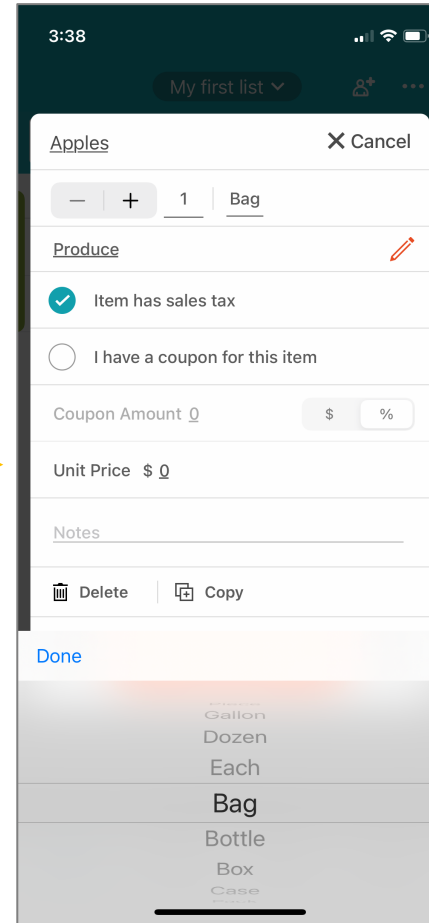 3:38
My first list
Apples
Cancel
1
Bag
Produce
Item has sales tax
I have a coupon for this item
Coupon Amount 0
$
%
Unit Price $ 0
Notes
Delete
Copy
Done
Gallon
Dozen
Each
Bag
Bottle
Box
Case